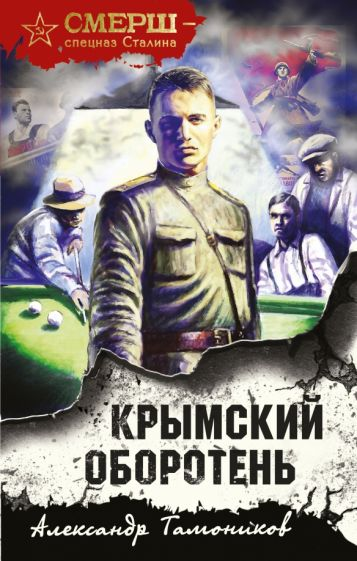 СМЕРШ –
спецназ Сталина
КРЫМСКИЙ
ОБОРОТЕНЬ
Александр Тамоников